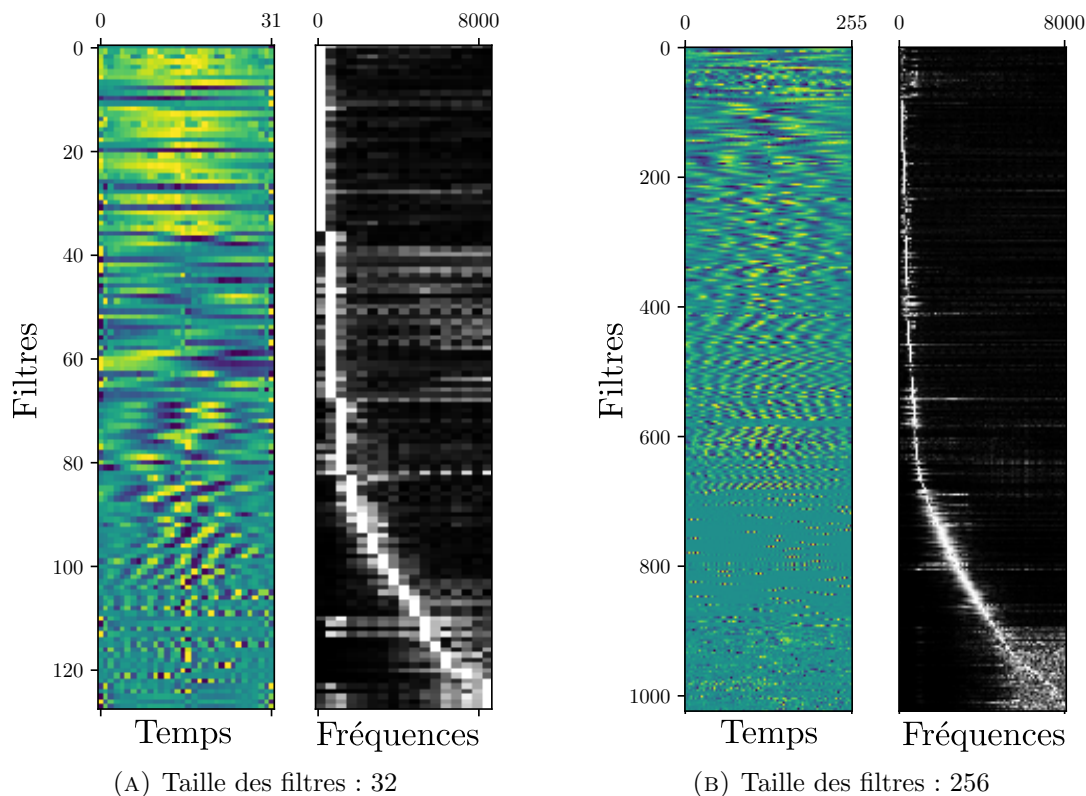 0 31 0 8000
0
20
40
60
80
100
120
Filtres
Temps Fréquences
(A) Taille des filtres : 32
0 255 0 8000
0
200
400
600
800
1000
Filtres
Temps Fréquences
(B) Taille des filtres : 256